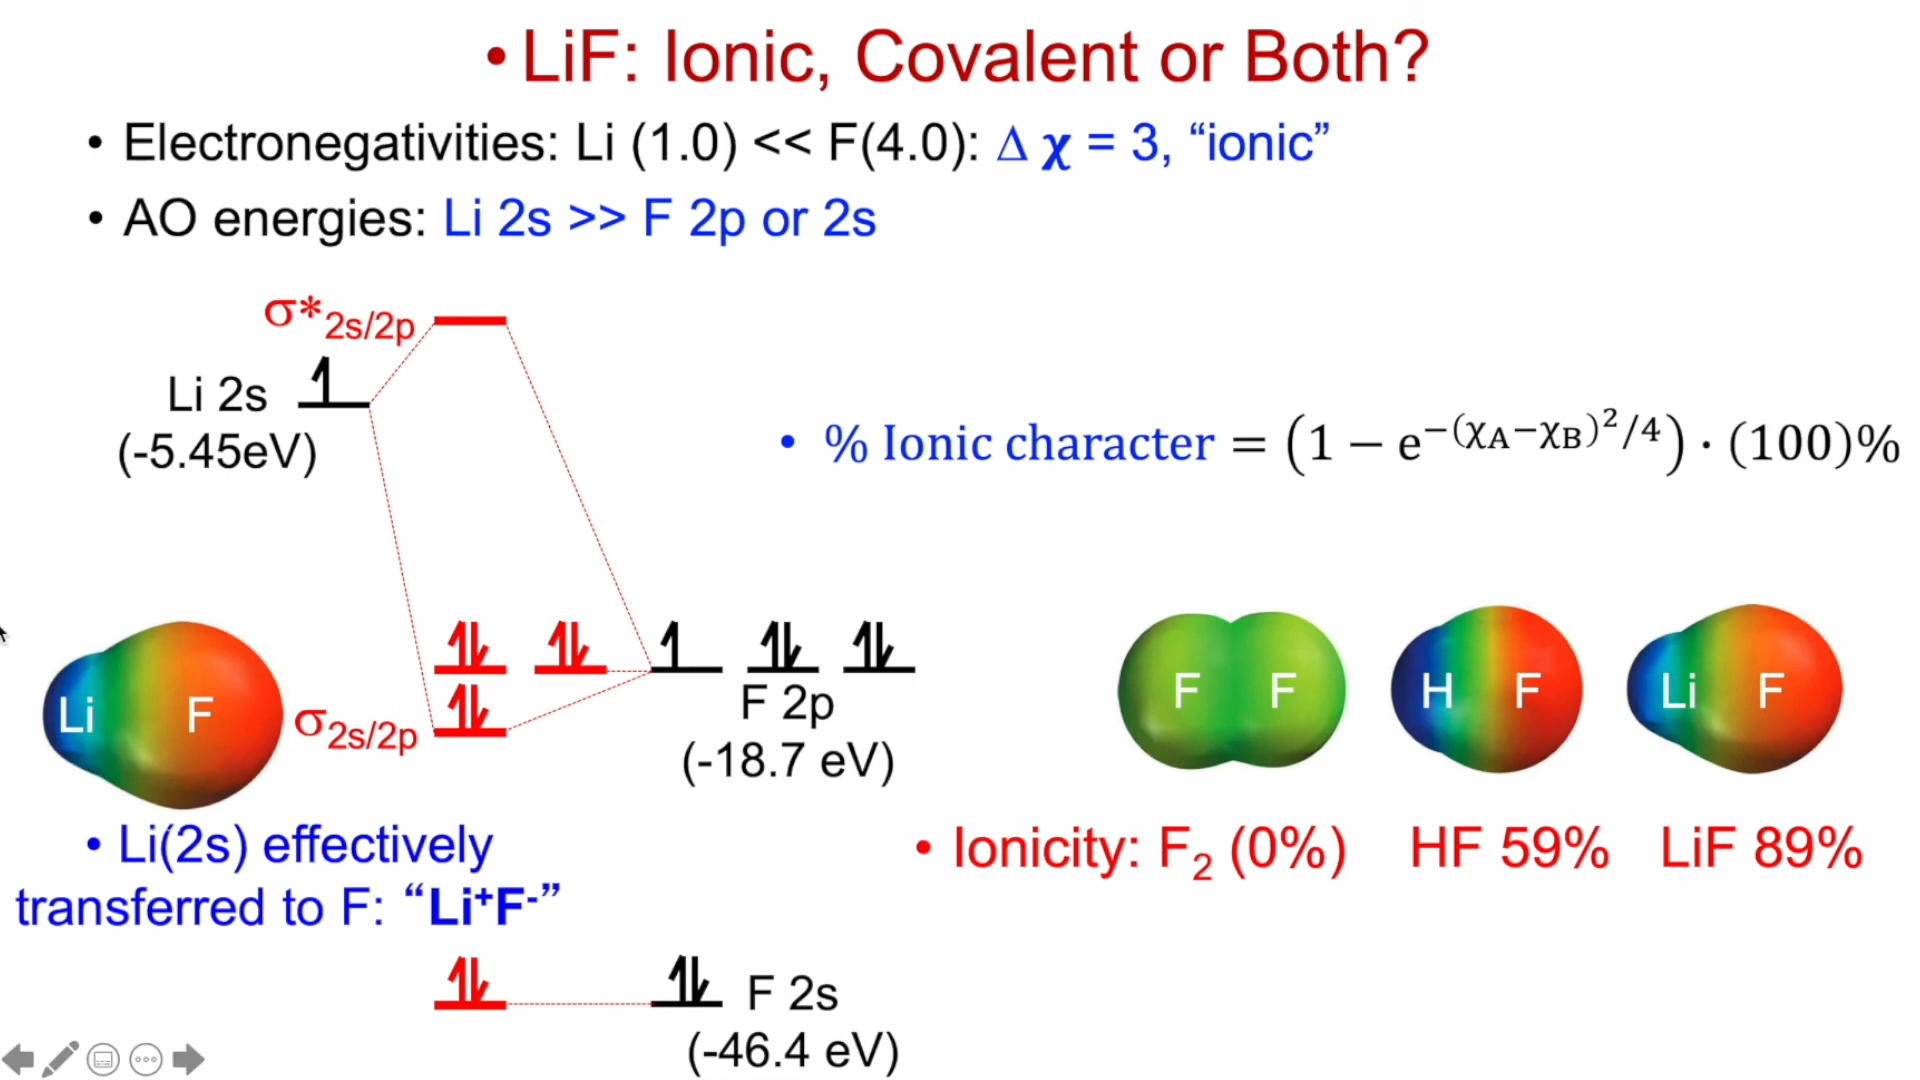 • LiF: Ionic, Covalent or Both?
• Electronegativities: Li (1.0) << F(4.0): Δ χ = 3, “ionic”
• AO energies: Li 2s >> F 2p or 2s
σ*2s/2p
Li 2s
(-5.45eV)
• % Ionic character = (1 − e^−(χA−χB)²/4) · (100)%
Li F
σ2s/2p
F 2p
(-18.7 eV)
F F
H F
Li F
• Li(2s) effectively
transferred to F: “Li⁺F⁻”
• Ionicity: F₂ (0%) HF 59% LiF 89%
F 2s
(-46.4 eV)